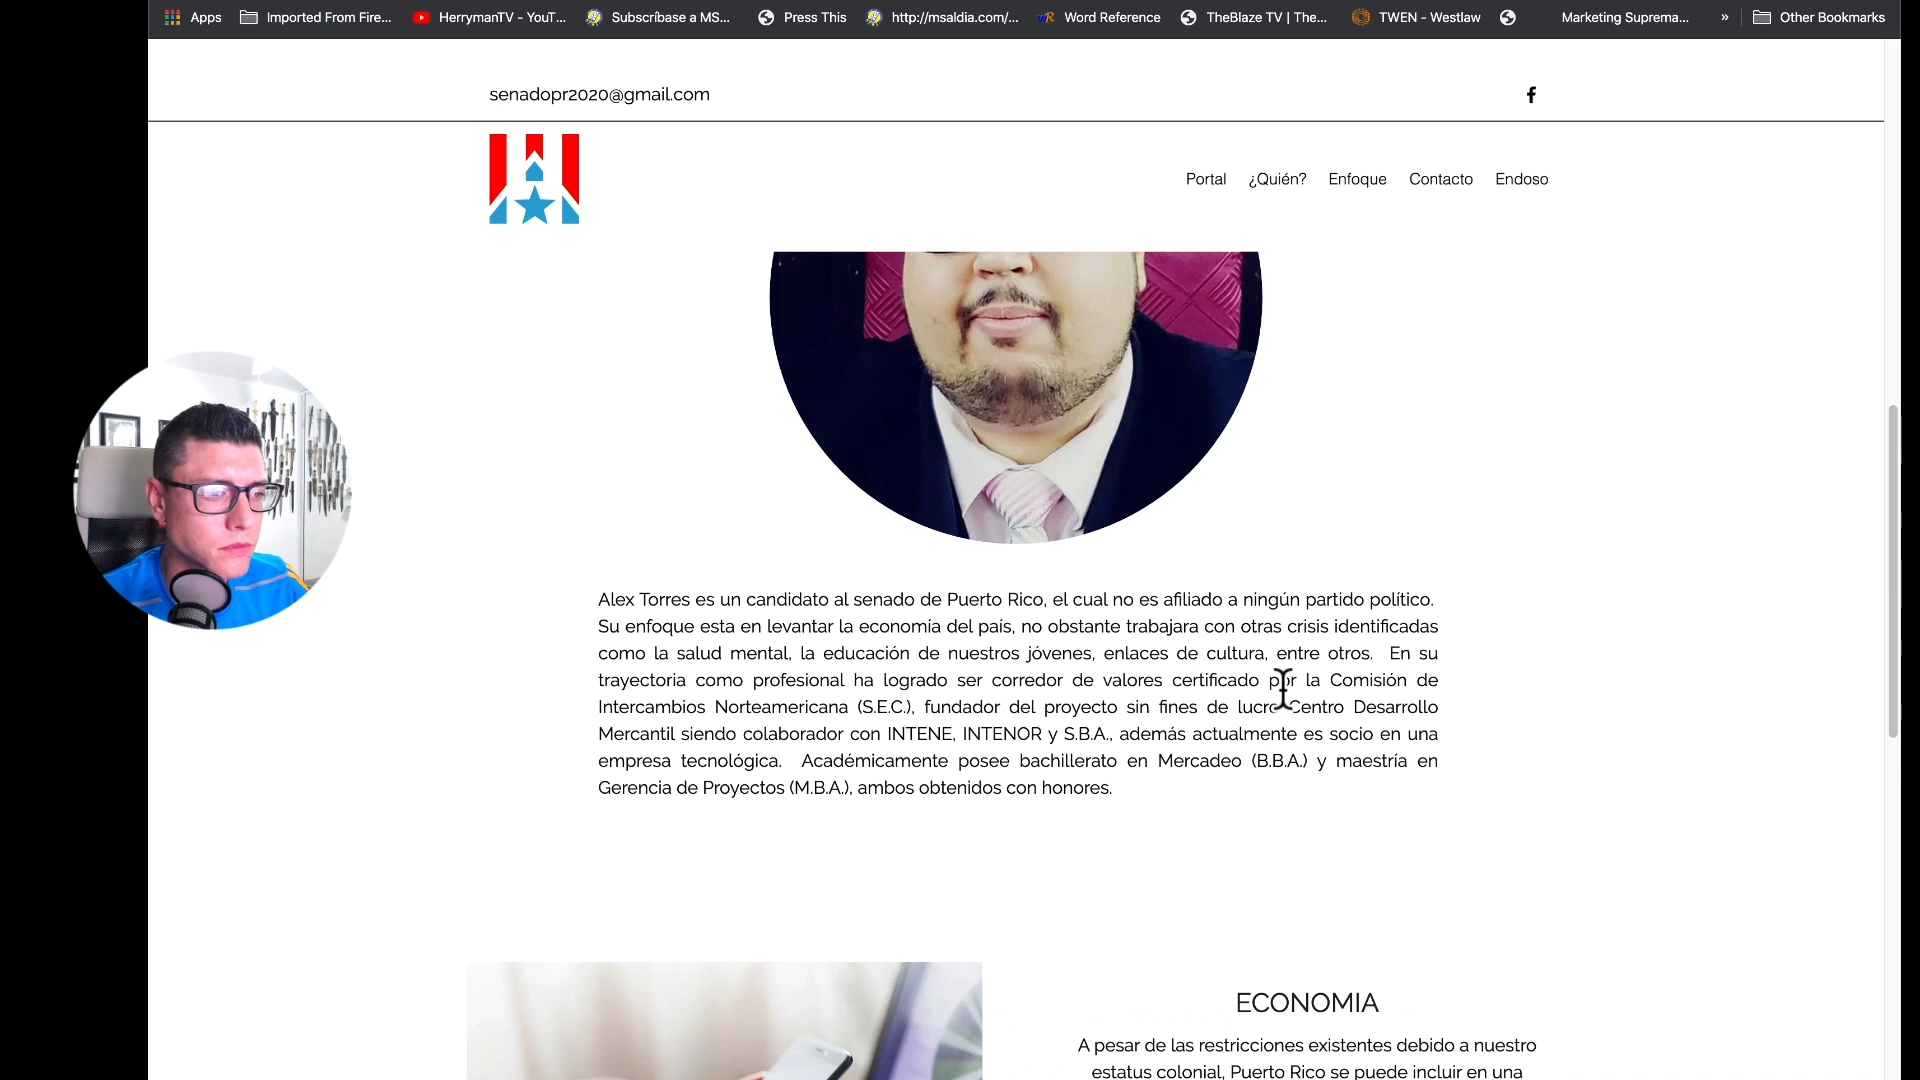 Apps
Imported From Fire...
HerrymanTV - YouT...
Subscríbase a MS...
Press This
http://msaldia.com/...
Word Reference
TheBlaze TV | The...
TWEN - Westlaw
Marketing Suprema...
»
Other Bookmarks
senadopr2020@gmail.com
Portal
¿Quién?
Enfoque
Contacto
Endoso
Alex Torres es un candidato al senado de Puerto Rico, el cual no es afiliado a ningún partido político.
Su enfoque esta en levantar la economía del país, no obstante trabajara con otras crisis identificadas
como la salud mental, la educación de nuestros jóvenes, enlaces de cultura, entre otros. En su
trayectoria como profesional ha logrado ser corredor de valores certificado por la Comisión de
Intercambios Norteamericana (S.E.C.), fundador del proyecto sin fines de lucro Centro Desarrollo
Mercantil siendo colaborador con INTENE, INTENOR y S.B.A., además actualmente es socio en una
empresa tecnológica. Académicamente posee bachillerato en Mercadeo (B.B.A.) y maestría en
Gerencia de Proyectos (M.B.A.), ambos obtenidos con honores.
ECONOMIA
A pesar de las restricciones existentes debido a nuestro
estatus colonial, Puerto Rico se puede incluir en una